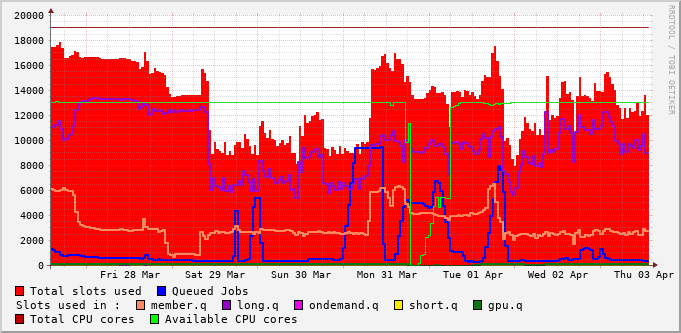 RRDTOOL / TOBI OETIKER
20000
18000
16000
14000
12000
10000
8000
6000
4000
2000
0
Fri 28 Mar Sat 29 Mar Sun 30 Mar Mon 31 Mar Tue 01 Apr Wed 02 Apr Thu 03 Apr
Total slots used Queued Jobs
Slots used in : member.q long.q ondemand.q short.q gpu.q
Total CPU cores Available CPU cores